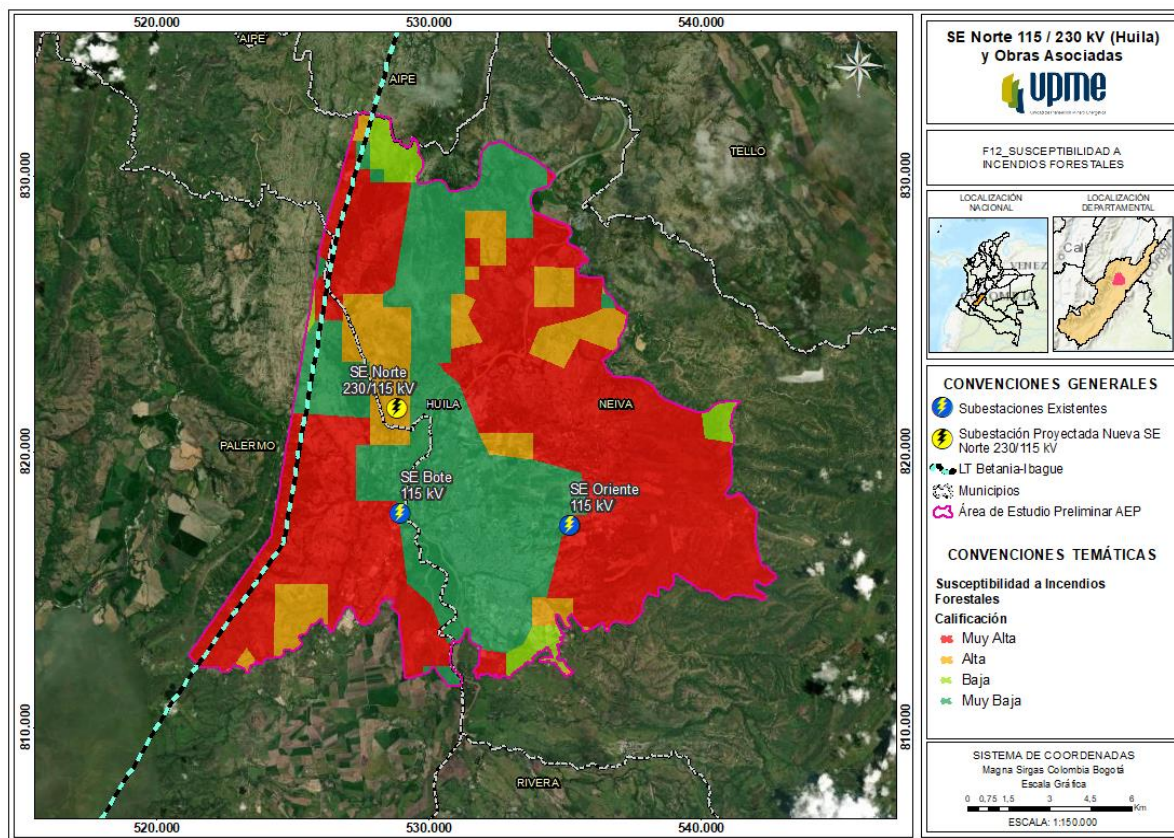 520.000
530.000
540.000
830.000
820.000
810.000
AIPE
AIPE
TELLO
SE Norte
230/115 kV
HUILA
NEIVA
PALERMO
SE Bote
115 kV
SE Oriente
115 kV
RIVERA
830.000
820.000
810.000
520.000
530.000
540.000
SE Norte 115 / 230 kV (Huila)
y Obras Asociadas
upme
F12_SUSCEPTIBILIDAD A
INCENDIOS FORESTALES
LOCALIZACIÓN
NACIONAL
LOCALIZACIÓN
DEPARTAMENTAL
VENEZ
Cali
CONVENCIONES GENERALES
Subestaciones Existentes
Subestación Proyectada Nueva SE
Norte 230/115 kV
LT Betania-Ibague
Municipios
Área de Estudio Preliminar AEP
CONVENCIONES TEMÁTICAS
Susceptibilidad a Incendios
Forestales
Calificación
Muy Alta
Alta
Baja
Muy Baja
SISTEMA DE COORDENADAS
Magna Sirgas Colombia Bogotá
Escala Gráfica
0 0,75 1,5 3 4,5 6
Km
ESCALA: 1:150.000